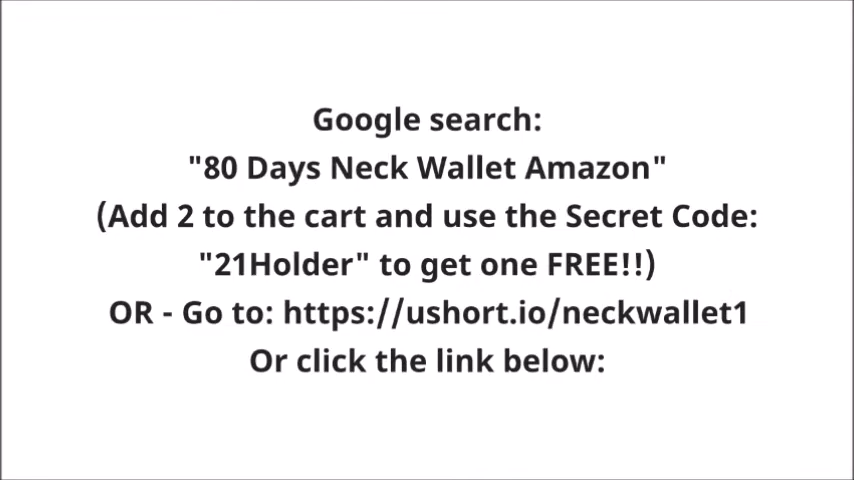 Google search:
"80 Days Neck Wallet Amazon"
(Add 2 to the cart and use the Secret Code:
"21Holder" to get one FREE!!)
OR - Go to: https://ushort.io/neckwallet1
Or click the link below: